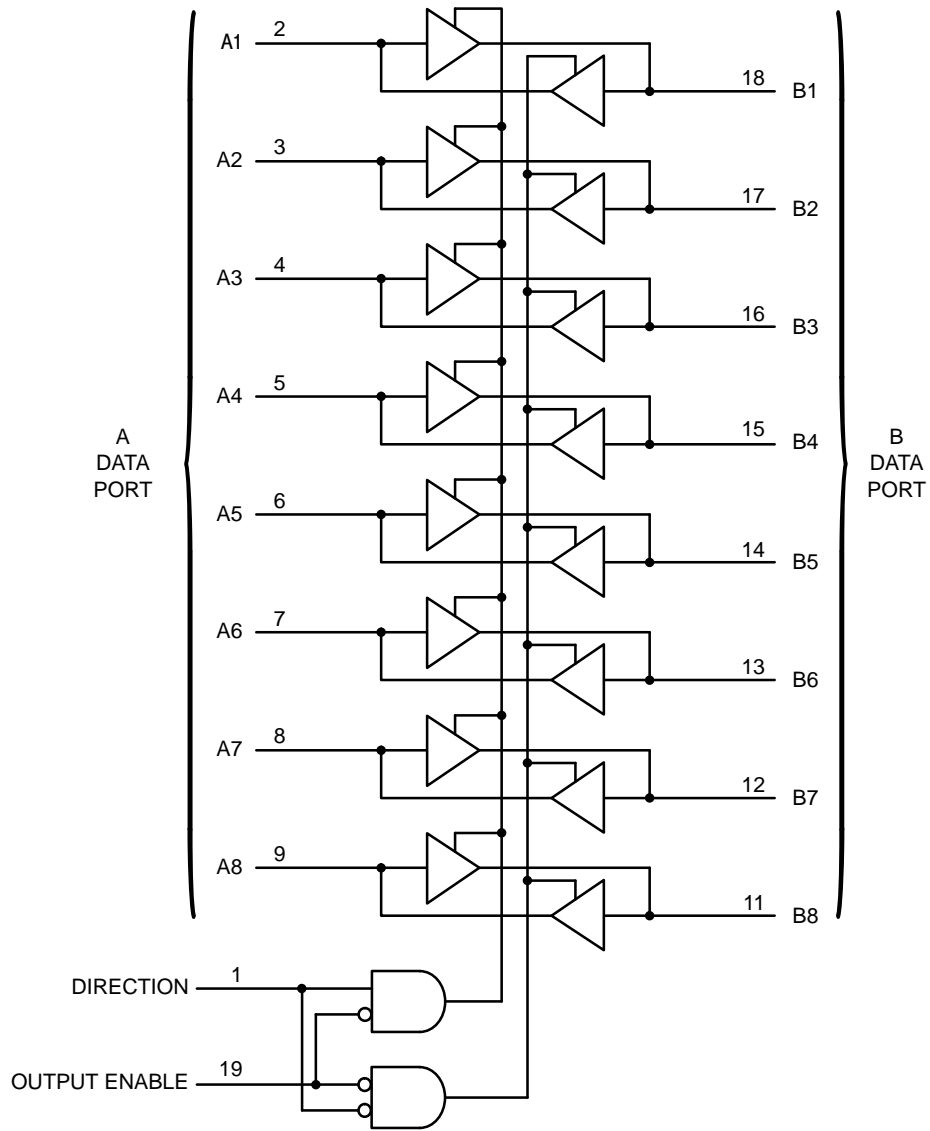 A1 2
18 B1
A2 3
17 B2
A3 4
16 B3
A4 5
15 B4
A
DATA
PORT
B
DATA
PORT
A5 6
14 B5
A6 7
13 B6
A7 8
12 B7
A8 9
11 B8
DIRECTION 1
OUTPUT ENABLE 19